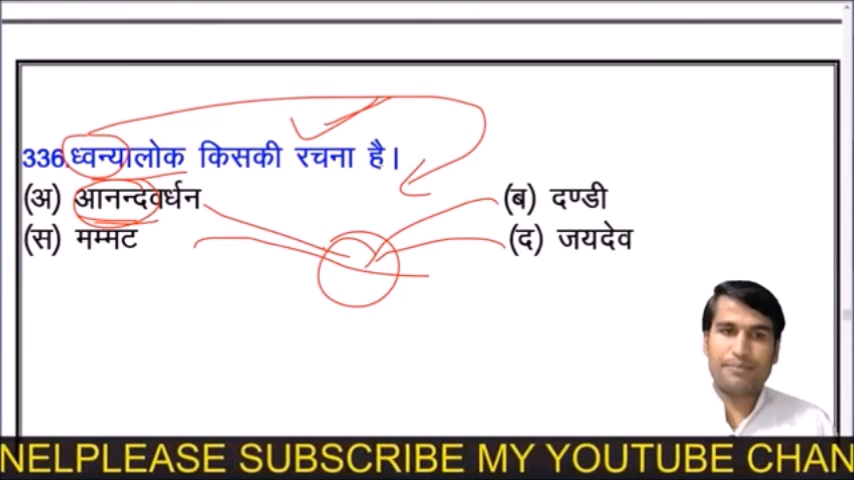 336.ध्वन्यालोक किसकी रचना है।
(अ) आनन्दवर्धन (ब) दण्डी
(स) मम्मट (द) जयदेव
NELPLEASE SUBSCRIBE MY YOUTUBE CHAN